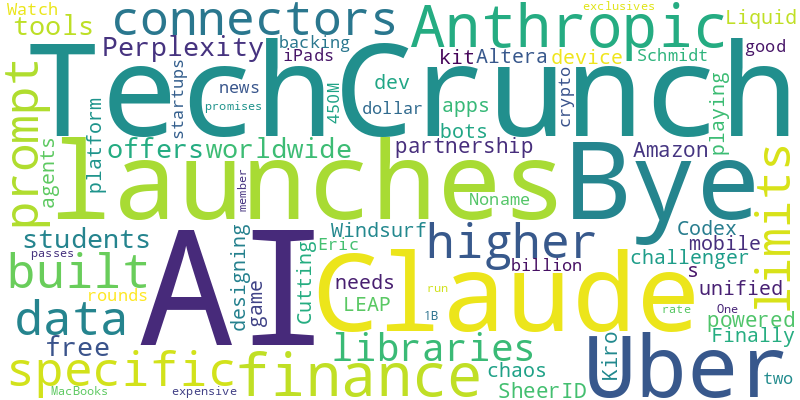 Watch
exclusives
connectors
Anthropic
Liquid
tools
Perplexity
backing
iPads
kit
Altera
device
Schmidt
good
TechCrunch
prompt
startups
news
promises
450M
dev
dollar
apps
bots
crypto
playing
platform
agents
offers
worldwide
partnership
Amazon
launches
Bye
limits
member
Noname
students
passes
designing
game
Cutting
Eric
Windsurf
higher
Codex
mobile
challenger
billion
s
unified
built
AI
Claude
needs
rounds
LEAP
run
1B
rate
One
powered
Finally
data
free
libraries
chaos
Kiro
Uber
two
specific
finance
SheerID
MacBooks
expensive